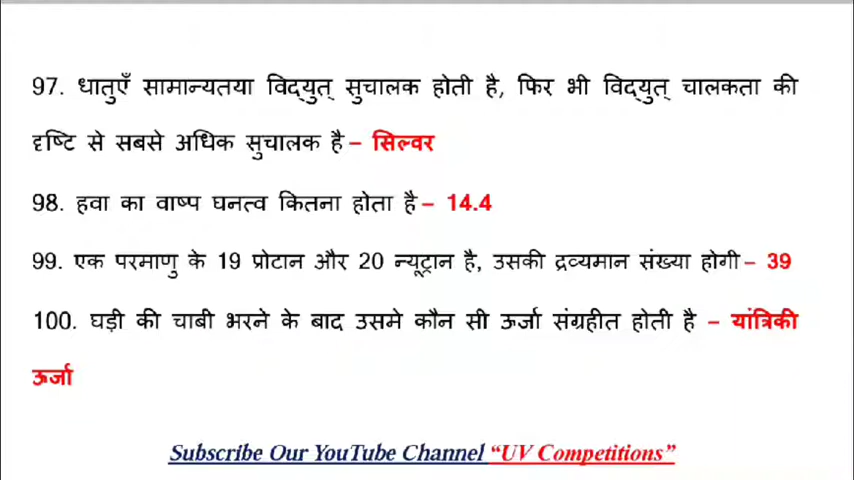 97. धातुएँ सामान्यतया विद्युत् सुचालक होती है, फिर भी विद्युत् चालकता की
दृष्टि से सबसे अधिक सुचालक है – सिल्वर
98. हवा का वाष्प घनत्व कितना होता है – 14.4
99. एक परमाणु के 19 प्रोटान और 20 न्यूट्रान है, उसकी द्रव्यमान संख्या होगी – 39
100. घड़ी की चाबी भरने के बाद उसमे कौन सी ऊर्जा संग्रहीत होती है – यांत्रिकी
ऊर्जा
Subscribe Our YouTube Channel “UV Competitions”